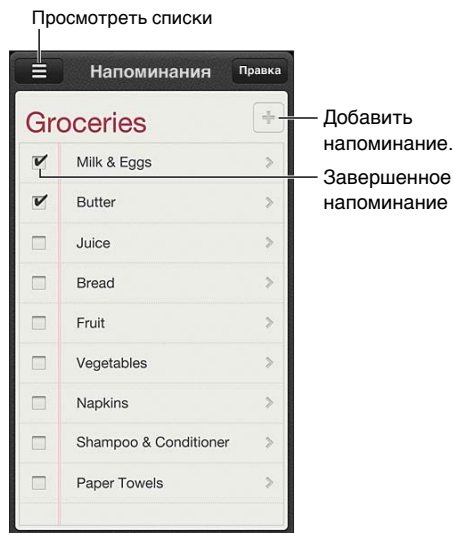 Просмотреть списки
Напоминания
Правка
Groceries
Добавить
напоминание.
Milk & Eggs
Завершенное
напоминание
Butter
Juice
Bread
Fruit
Vegetables
Napkins
Shampoo & Conditioner
Paper Towels